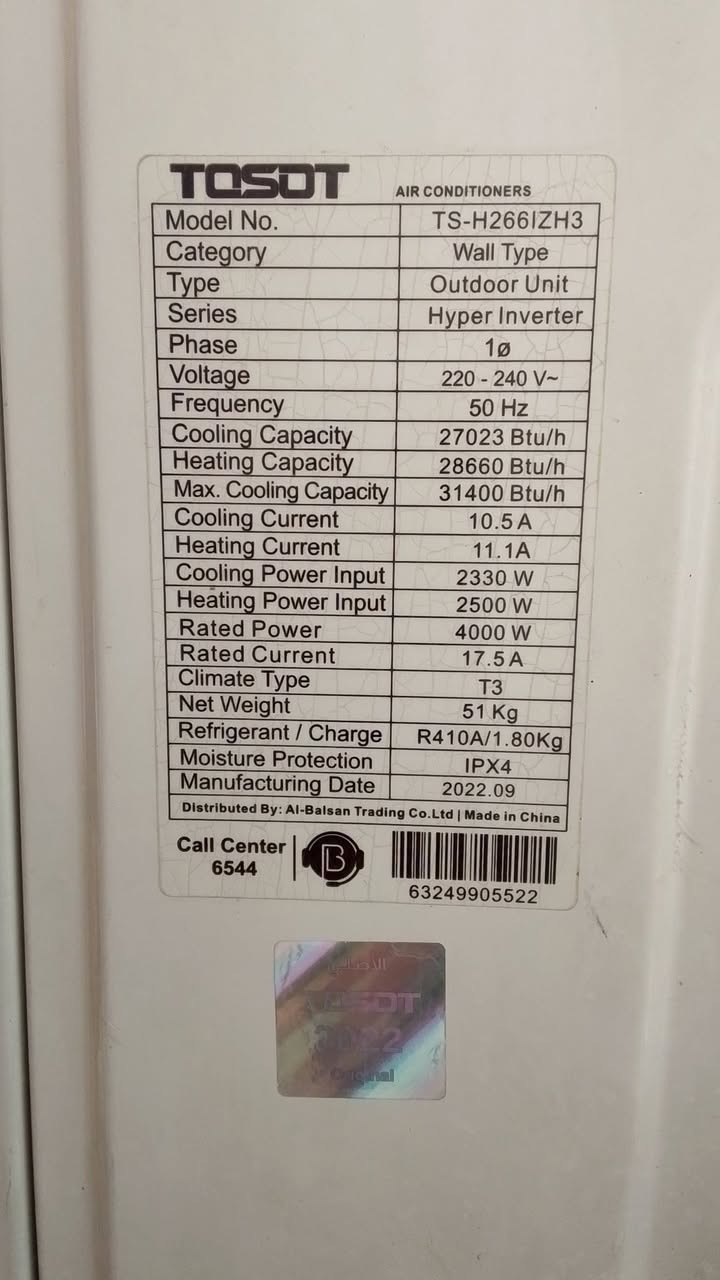 TOSOT AIR CONDITIONERS
Model No. TS-H266IZH3
Category Wall Type
Type Outdoor Unit
Series Hyper Inverter
Phase 1ø
Voltage 220 - 240 V~
Frequency 50 Hz
Cooling Capacity 27023 Btu/h
Heating Capacity 28660 Btu/h
Max. Cooling Capacity 31400 Btu/h
Cooling Current 10.5 A
Heating Current 11.1A
Cooling Power Input 2330 W
Heating Power Input 2500 W
Rated Power 4000 W
Rated Current 17.5 A
Climate Type T3
Net Weight 51 Kg
Refrigerant / Charge R410A/1.80Kg
Moisture Protection IPX4
Manufacturing Date 2022.09
Distributed By: Al-Balsan Trading Co.Ltd | Made in China
Call Center
6544
B
63249905522
الأصلي
TOSOT
2022
Original